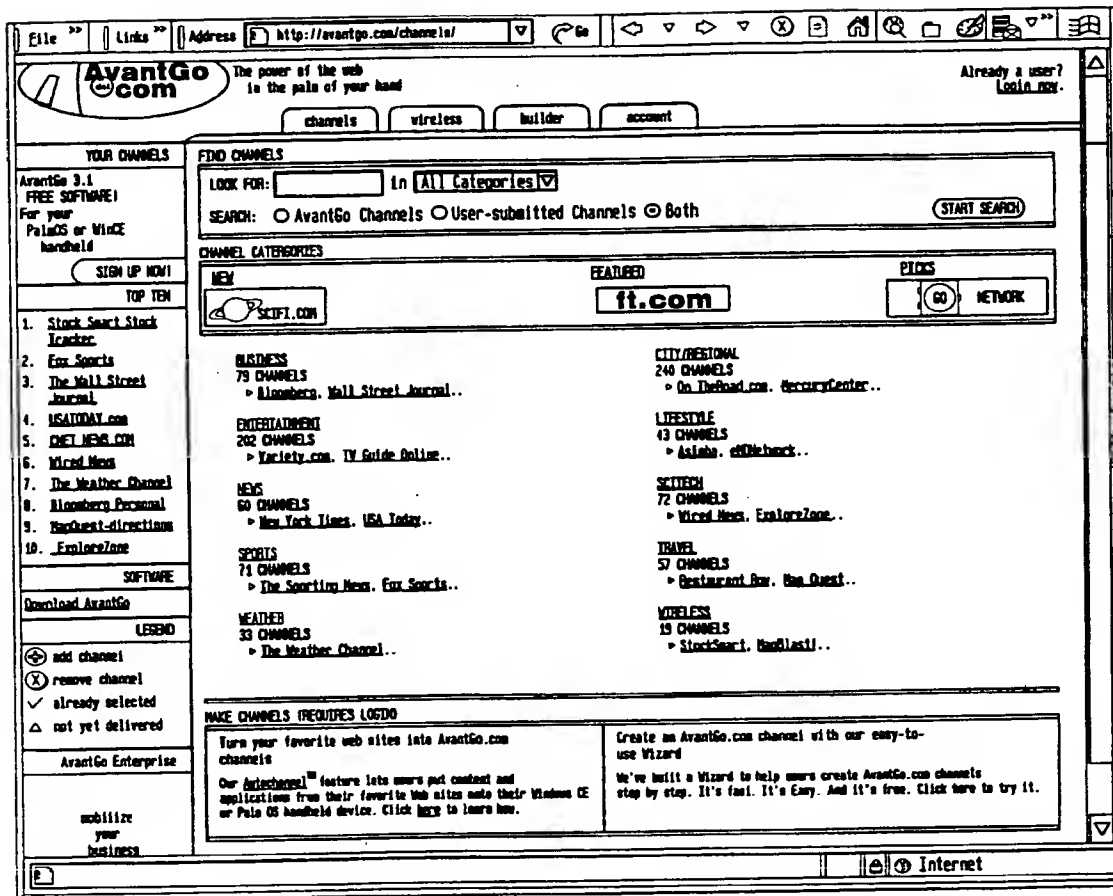 File »
Links »
Address http://avantgo.com/channels/
Go
AvantGo
.com
The power of the web
in the palm of your hand
Already a user?
Login now.
channels wireless builder account
YOUR CHANNELS
AvantGo 3.1
FREE SOFTWARE!
For your
PalmOS or WinCE
handheld
SIGN UP NOW!
TOP TEN
1. Stock Smart Stock
Tracker
2. Fox Sports
3. The Wall Street
Journal
4. USATODAY.com
5. CNET NEWS.COM
6. Wired News
7. The Weather Channel
8. Bloomberg Personal
9. MapQuest-directions
10. ExploreZone
SOFTWARE
Download AvantGo
LEGEND
add channel
X remove channel
already selected
not yet delivered
AvantGo Enterprise
mobilize
your
business
FIND CHANNELS
LOOK FOR: in All Categories
SEARCH: AvantGo Channels User-submitted Channels Both
START SEARCH
CHANNEL CATERGORIES
NEW FEATURED PICKS
SCIFI.COM ft.com GO NETWORK
BUSINESS
79 CHANNELS
Bloomberg, Wall Street Journal..
ENTERTAINMENT
202 CHANNELS
Variety.com, TV Guide Online..
NEWS
60 CHANNELS
New York Times, USA Today..
SPORTS
71 CHANNELS
The Sporting News, Fox Sports..
WEATHER
33 CHANNELS
The Weather Channel..
CITY/REGIONAL
240 CHANNELS
On TheRoad.com, MercuryCenter..
LIFESTYLE
43 CHANNELS
SCITECH
72 CHANNELS
Wired News, ExploreZone..
TRAVEL
57 CHANNELS
Restaurant Row, Map Quest..
WIRELESS
19 CHANNELS
StockSmart, MapBlast!..
MAKE CHANNELS (REQUIRES LOGIN)
Turn your favorite web sites into AvantGo.com
channels
Our Autochannel™ feature lets users put content and
applications from their favorite Web sites onto their Windows CE
or Palm OS handheld device. Click here to learn how.
Create an AvantGo.com channel with our easy-to-
use Wizard
We've built a Wizard to help users create AvantGo.com channels
step by step. It's fast. It's Easy. And it's free. Click here to try it.
Internet